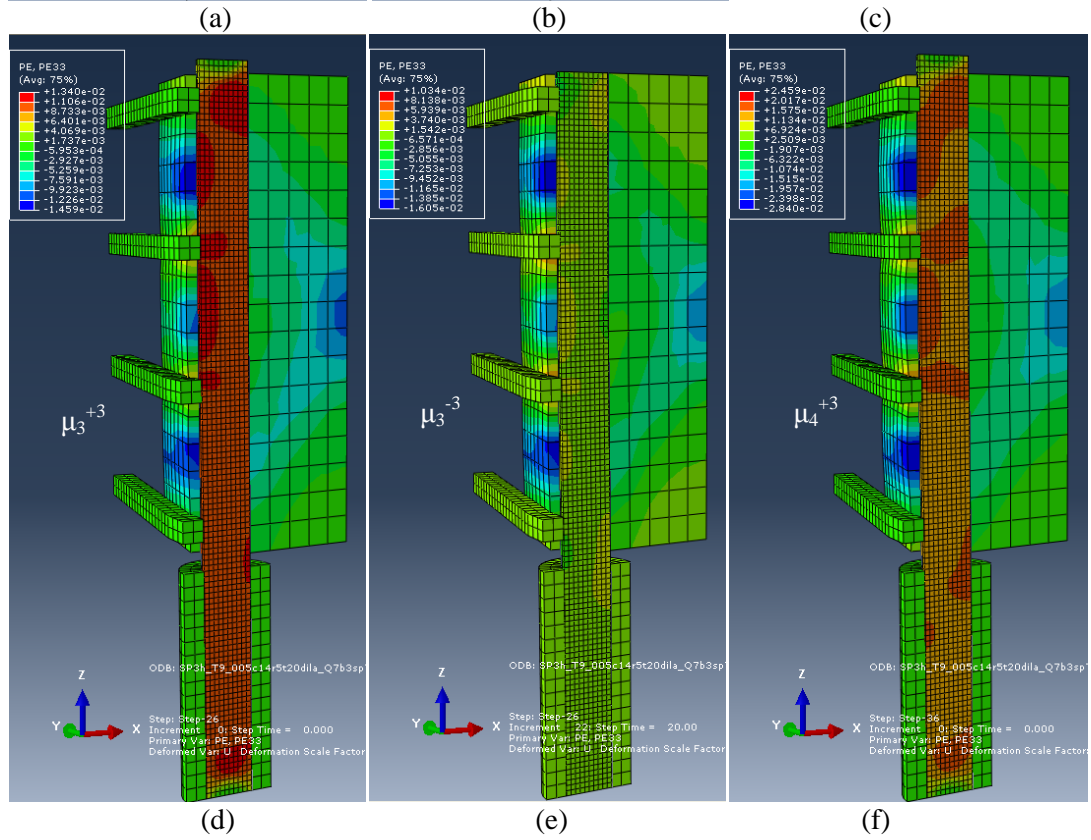 (a) (b) (c)
PE, PE33
(Avg: 75%)
+1.340e-02
+1.106e-02
+8.733e-03
+6.401e-03
+4.069e-03
+1.737e-03
-5.953e-04
-2.927e-03
-5.259e-03
-7.591e-03
-9.923e-03
-1.226e-02
-1.459e-02
μ₃⁺³
ODB: SP3h_T9_005c14r5t20dila_Q7b3sp
Z
Y
X
Step: Step-26
Increment 0: Step Time = 0.000
Primary Var: PE, PE33
Deformed Var: U Deformation Scale Factor
PE, PE33
(Avg: 75%)
+1.034e-02
+8.138e-03
+5.939e-03
+3.740e-03
+1.542e-03
-6.571e-04
-2.856e-03
-5.055e-03
-7.253e-03
-9.452e-03
-1.165e-02
-1.385e-02
-1.605e-02
μ₃⁻³
ODB: SP3h_T9_005c14r5t20dila_Q7b3sp
Z
Y
X
Step: Step-26
Increment 22: Step Time = 20.00
Primary Var: PE, PE33
Deformed Var: U Deformation Scale Factor
PE, PE33
(Avg: 75%)
+2.459e-02
+2.017e-02
+1.575e-02
+1.134e-02
+6.924e-03
+2.509e-03
-1.907e-03
-6.322e-03
-1.074e-02
-1.515e-02
-1.957e-02
-2.398e-02
-2.840e-02
μ₄⁺³
ODB: SP3h_T9_005c14r5t20dila_Q7b3sp
Z
Y
X
Step: Step-36
Increment 0: Step Time = 0.000
Primary Var: PE, PE33
Deformed Var: U Deformation Scale Factor
(d) (e) (f)